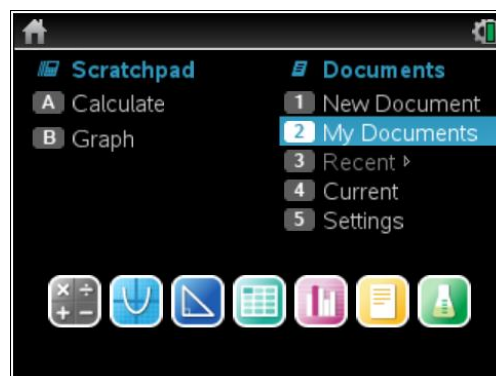 Scratchpad
A Calculate
B Graph
Documents
1 New Document
2 My Documents
3 Recent ▹
4 Current
5 Settings